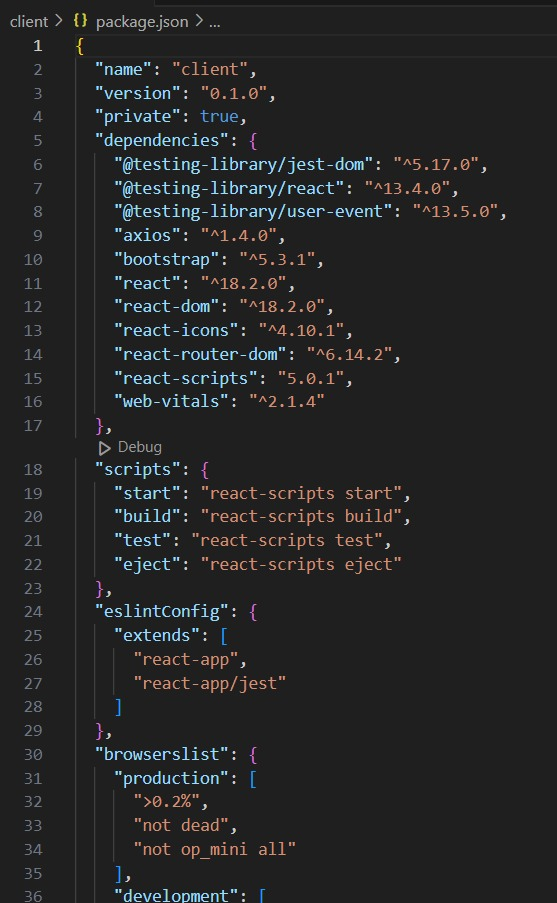 client > {} package.json > ...
1 {
2 "name": "client",
3 "version": "0.1.0",
4 "private": true,
5 "dependencies": {
6 "@testing-library/jest-dom": "^5.17.0",
7 "@testing-library/react": "^13.4.0",
8 "@testing-library/user-event": "^13.5.0",
9 "axios": "^1.4.0",
10 "bootstrap": "^5.3.1",
11 "react": "^18.2.0",
12 "react-dom": "^18.2.0",
13 "react-icons": "^4.10.1",
14 "react-router-dom": "^6.14.2",
15 "react-scripts": "5.0.1",
16 "web-vitals": "^2.1.4"
17 },
Debug
18 "scripts": {
19 "start": "react-scripts start",
20 "build": "react-scripts build",
21 "test": "react-scripts test",
22 "eject": "react-scripts eject"
23 },
24 "eslintConfig": {
25 "extends": [
26 "react-app",
27 "react-app/jest"
28 ]
29 },
30 "browserslist": {
31 "production": [
32 ">0.2%",
33 "not dead",
34 "not op_mini all"
35 ],
36 "development": [